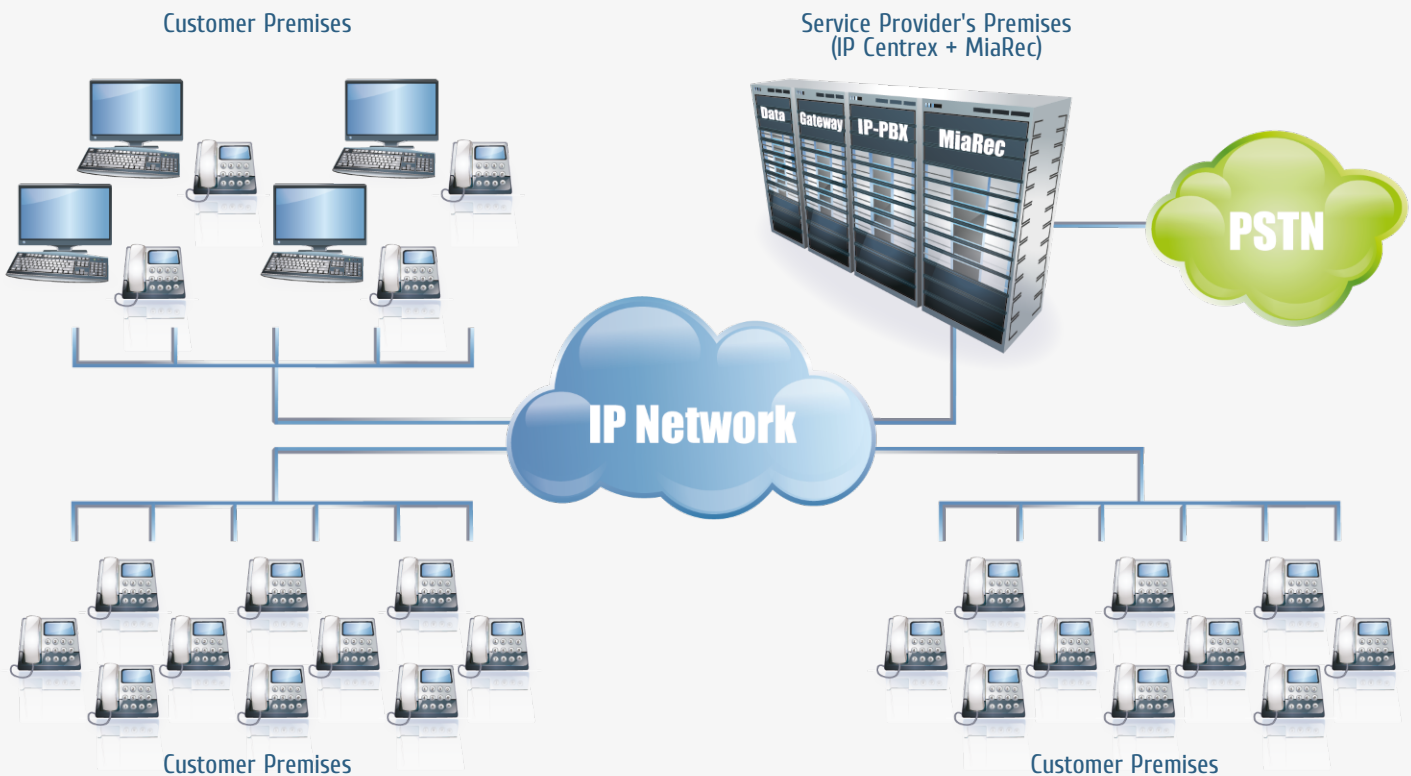 Customer Premises
Service Provider's Premises
(IP Centrex + MiaRec)
Data
Gateway
IP-PBX
MiaRec
PSTN
IP Network
Customer Premises
Customer Premises